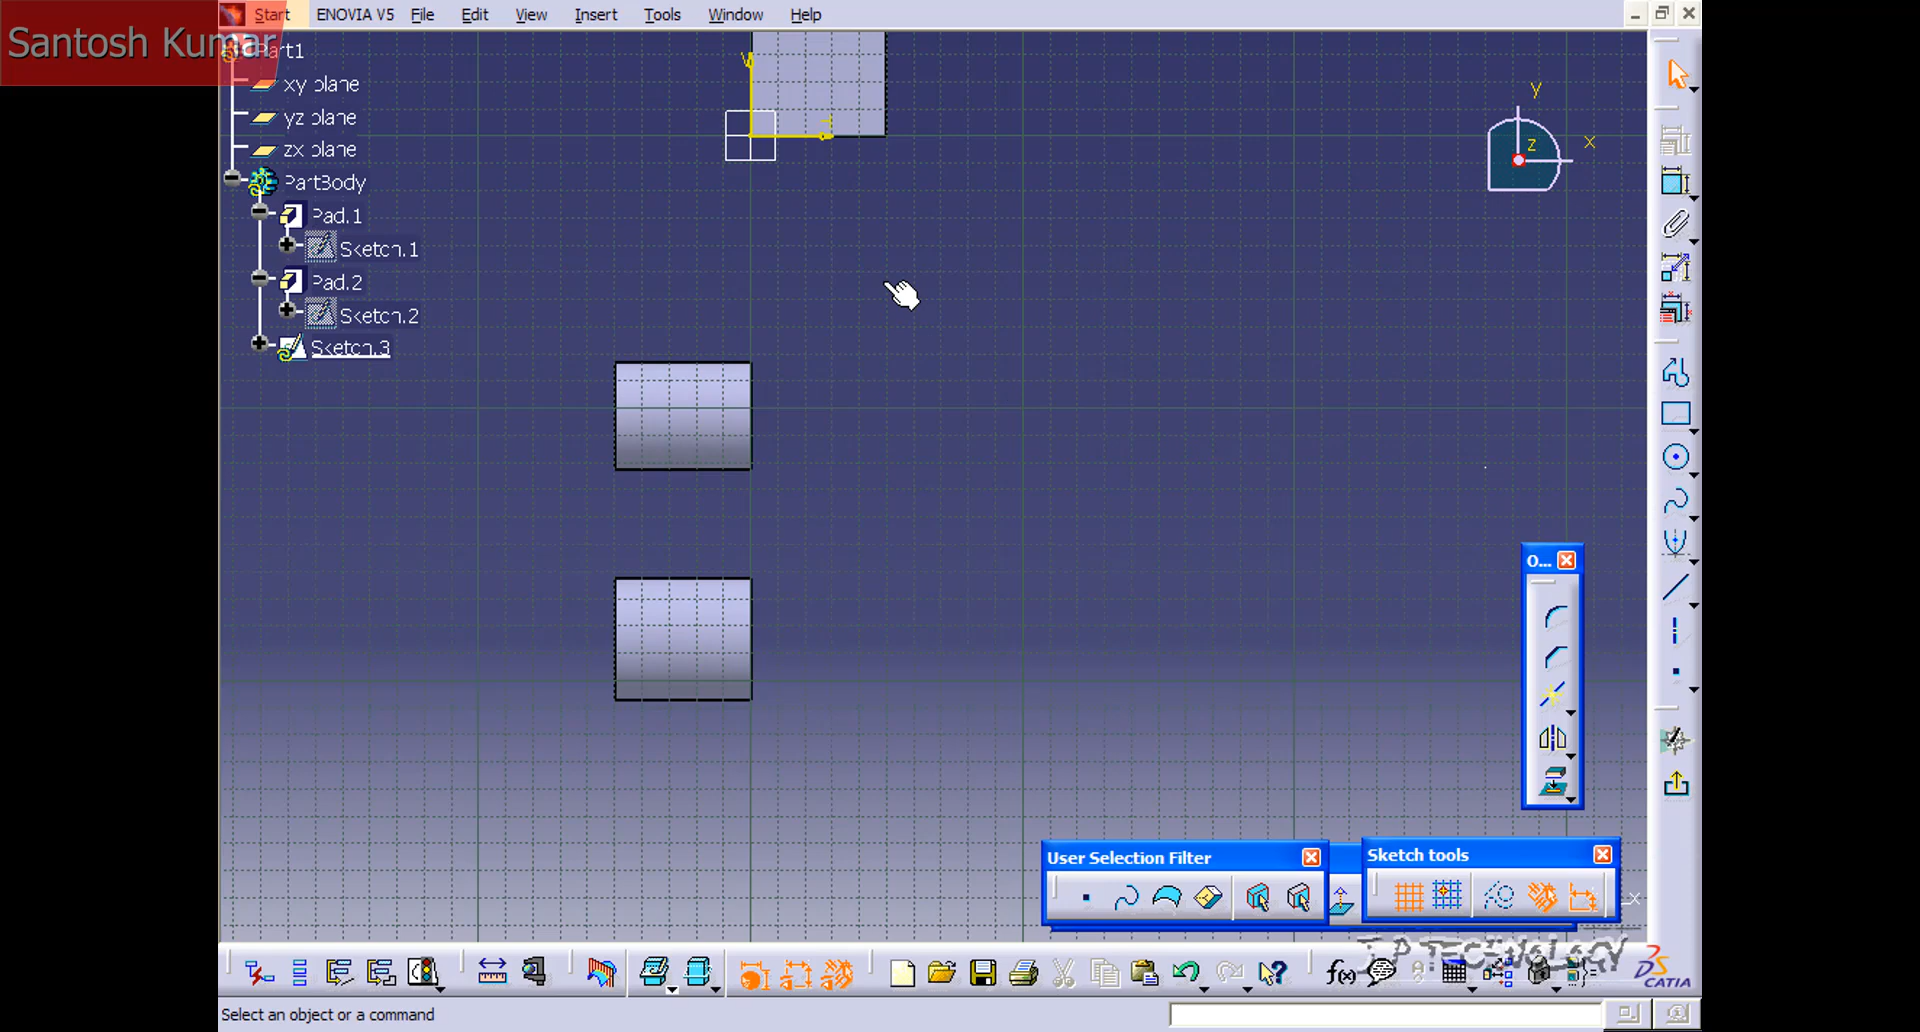 Santosh Kumar
Start ENOVIA V5 File Edit View Insert Tools Window Help
Part1
xy plane
yz plane
zx plane
PartBody
Pad.1
Sketch.1
Pad.2
Sketch.2
Sketch.3
y
x
z
V
O...
User Selection Filter
Sketch tools
x
f(x)
TECHNOLOGY
CATIA
Select an object or a command